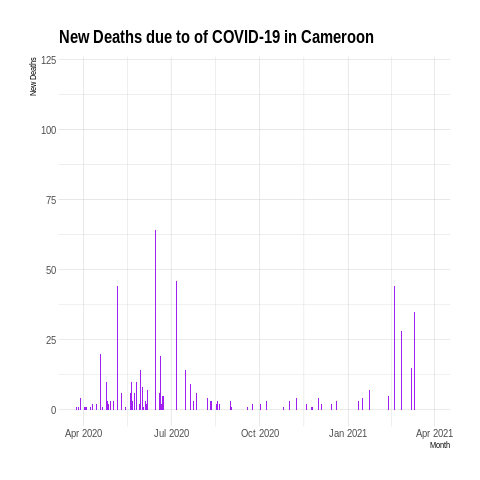 New Deaths due to of COVID-19 in Cameroon
New Deaths
125
100
75
50
25
0
Apr 2020 Jul 2020 Oct 2020 Jan 2021 Apr 2021
Month